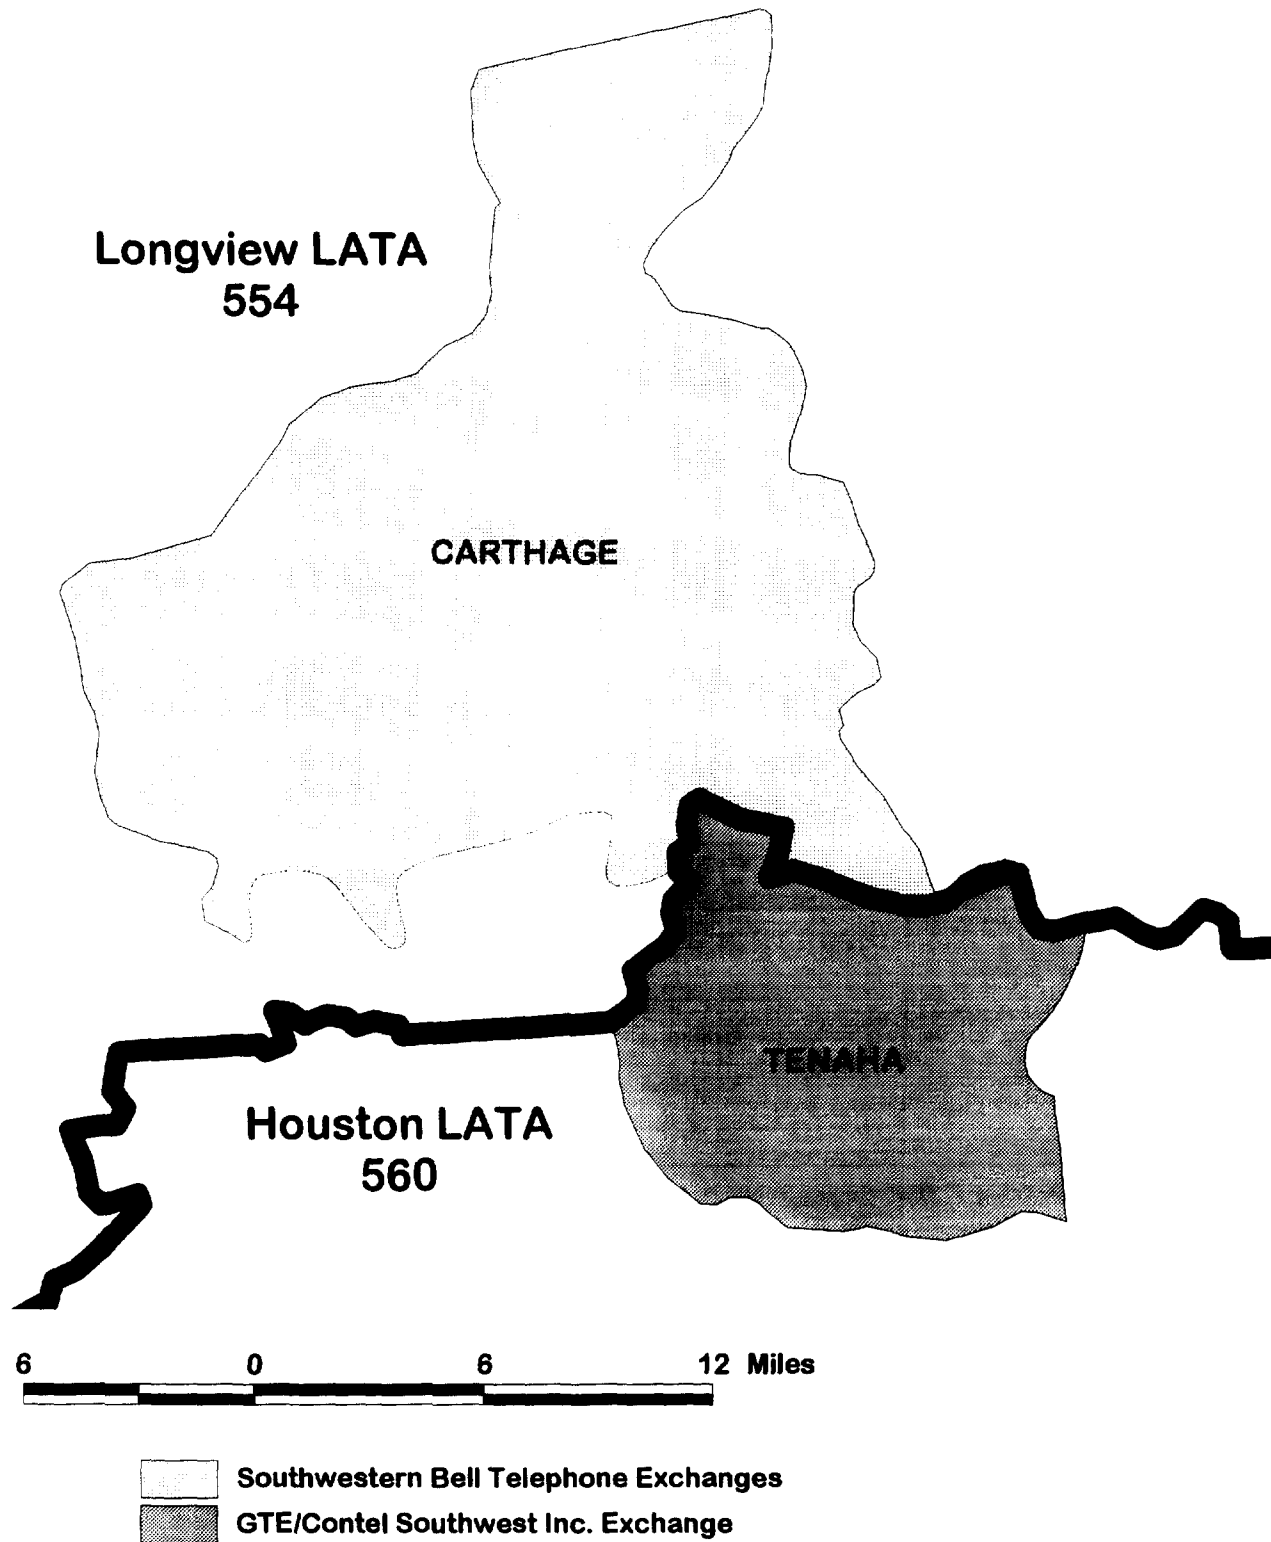 Longview LATA
554
CARTHAGE
TENAHA
Houston LATA
560
6 0 6 12 Miles
Southwestern Bell Telephone Exchanges
GTE/Contel Southwest Inc. Exchange